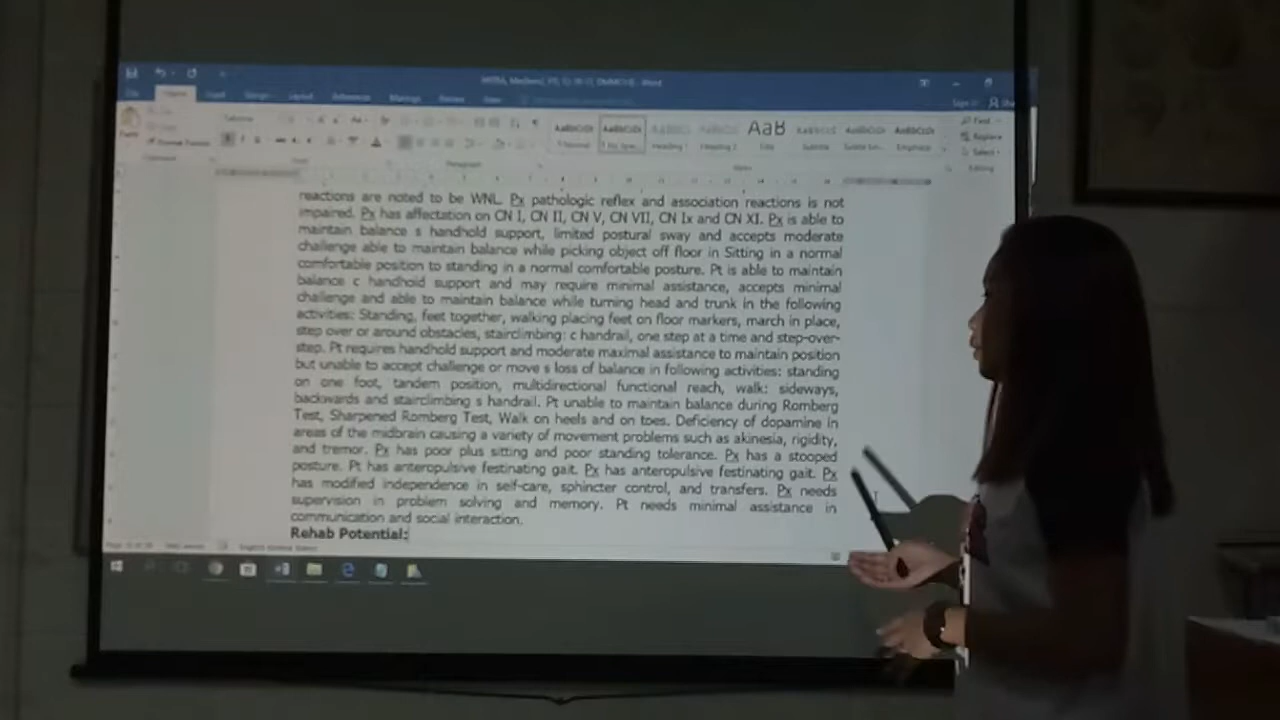 Find
Replace
Select
AaBbCcDc AaBbCcDc AaB
Title
Paragraph
Editing
reactions are noted to be WNL. Px pathologic reflex and association reactions is not
impaired. Px has affectation on CN I, CN II, CN V, CN VII, CN Ix and CN XI. Px is able to
maintain balance s handhold support, limited postural sway and accepts moderate
challenge able to maintain balance while picking object off floor in Sitting in a normal
comfortable position to standing in a normal comfortable posture. Pt is able to maintain
balance c handhold support and may require minimal assistance, accepts minimal
challenge and able to maintain balance while turning head and trunk in the following
activities: Standing, feet together, walking placing feet on floor markers, march in place,
step over or around obstacles, stairclimbing: c handrail, one step at a time and step-over-
step. Pt requires handhold support and moderate maximal assistance to maintain position
but unable to accept challenge or move s loss of balance in following activities: standing
on one foot, tandem position, multidirectional functional reach, walk: sideways,
backwards and stairclimbing s handrail. Pt unable to maintain balance during Romberg
Test, Sharpened Romberg Test, Walk on heels and on toes. Deficiency of dopamine in
areas of the midbrain causing a variety of movement problems such as akinesia, rigidity,
and tremor. Px has poor plus sitting and poor standing tolerance. Px has a stooped
posture. Pt has anteropulsive festinating gait. Px has anteropulsive festinating gait. Px
has modified independence in self-care, sphincter control, and transfers. Px needs
supervision in problem solving and memory. Pt needs minimal assistance in
communication and social interaction.
Rehab Potential: